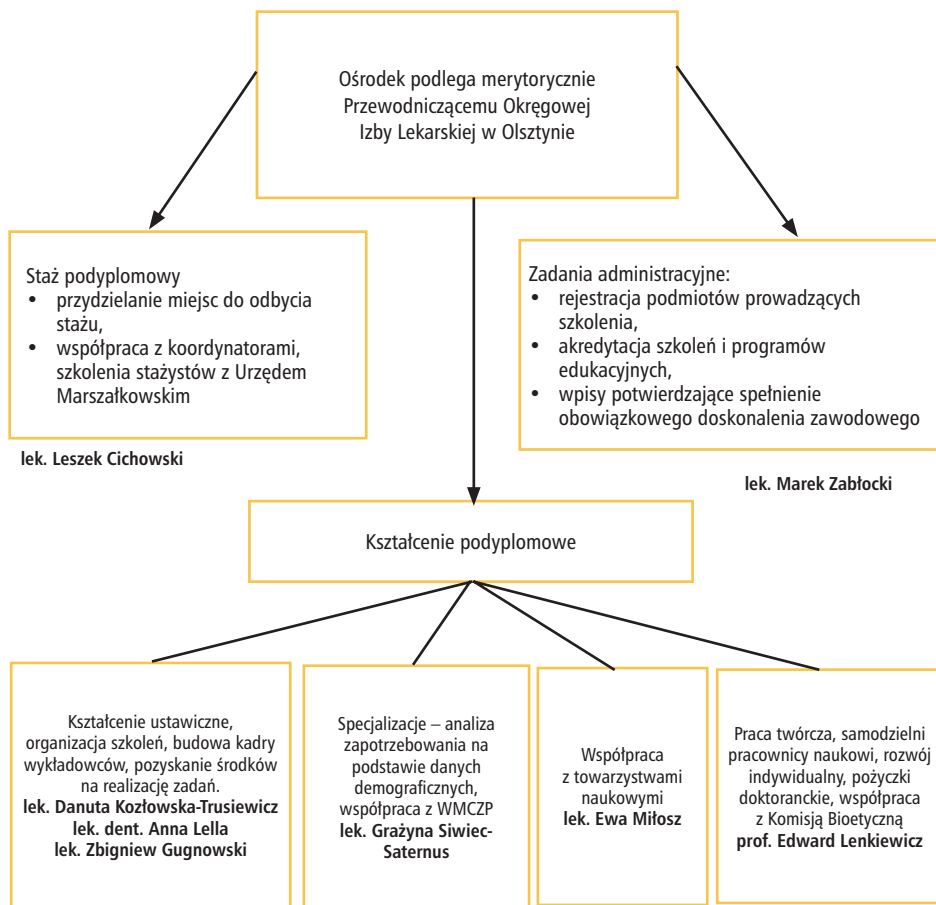 Ośrodek podlega merytorycznie
Przewodniczącemu Okręgowej
Izby Lekarskiej w Olsztynie
Staż podyplomowy
• przydzielanie miejsc do odbycia
stażu,
• współpraca z koordynatorami,
szkolenia stażystów z Urzędem
Marszałkowskim
lek. Leszek Cichowski
Zadania administracyjne:
• rejestracja podmiotów prowadzących
szkolenia,
• akredytacja szkoleń i programów
edukacyjnych,
• wpisy potwierdzające spełnienie
obowiązkowego doskonalenia zawodowego
lek. Marek Zabłocki
Kształcenie podyplomowe
Kształcenie ustawiczne,
organizacja szkoleń, budowa kadry
wykładowców, pozyskanie środków
na realizację zadań.
lek. Danuta Kozłowska-Trusiewicz
lek. dent. Anna Lella
lek. Zbigniew Gugnowski
Specjalizacje – analiza
zapotrzebowania na
podstawie danych
demograficznych,
współpraca z WMCZP
lek. Grażyna Siwiec-
Saternus
Współpraca
z towarzystwami
naukowymi
lek. Ewa Miłosz
Praca twórcza, samodzielni
pracownicy naukowi, rozwój
indywidualny, pożyczki
doktoranckie, współpraca
z Komisją Bioetyczną
prof. Edward Lenkiewicz